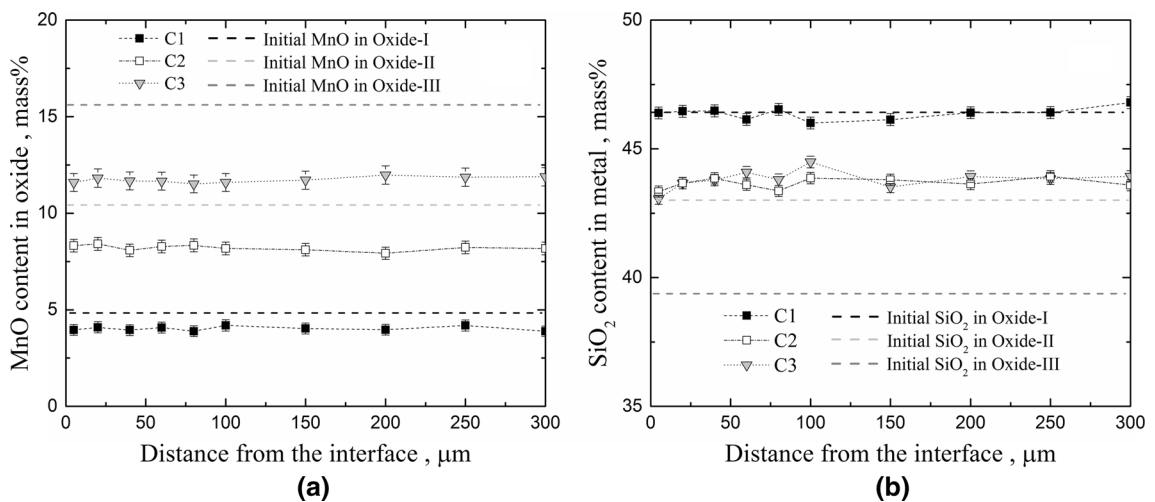 20
15
10
5
0
MnO content in oxide , mass%
C1 Initial MnO in Oxide-I
C2 Initial MnO in Oxide-II
C3 Initial MnO in Oxide-III
0 50 100 150 200 250 300
Distance from the interface , μm
(a)
50
45
40
35
SiO₂ content in metal , mass%
C1 Initial SiO₂ in Oxide-I
C2 Initial SiO₂ in Oxide-II
C3 Initial SiO₂ in Oxide-III
0 50 100 150 200 250 300
Distance from the interface , μm
(b)